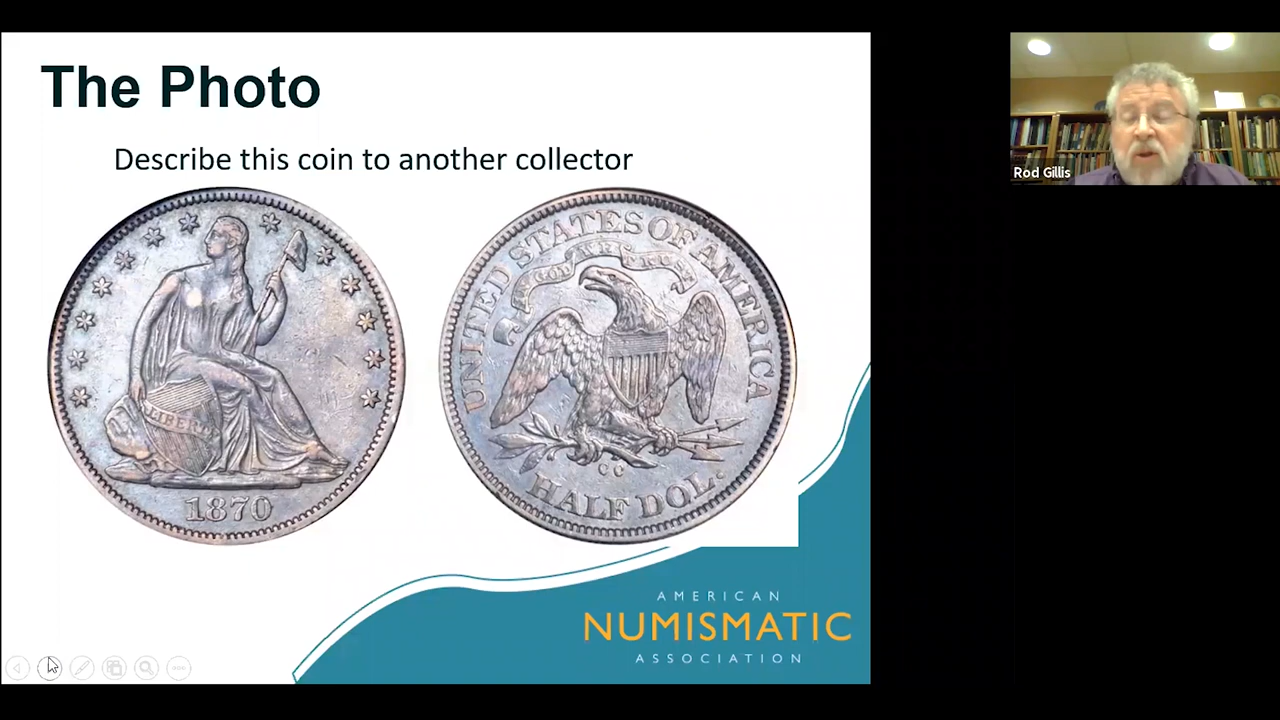 The Photo
Describe this coin to another collector
Rod Gillis
LIBERTY
1870
UNITED STATES OF AMERICA
IN GOD WE TRUST
CC
HALF DOL.
AMERICAN
NUMISMATIC
ASSOCIATION